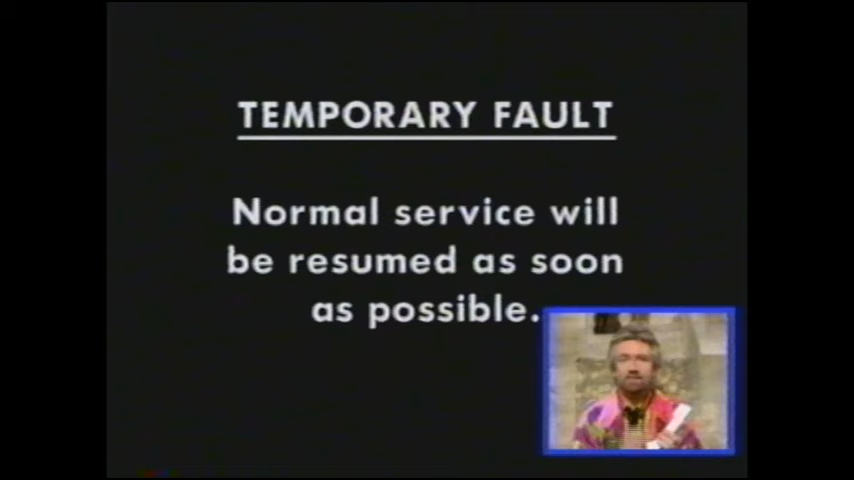 TEMPORARY FAULT
Normal service will
be resumed as soon
as possible.